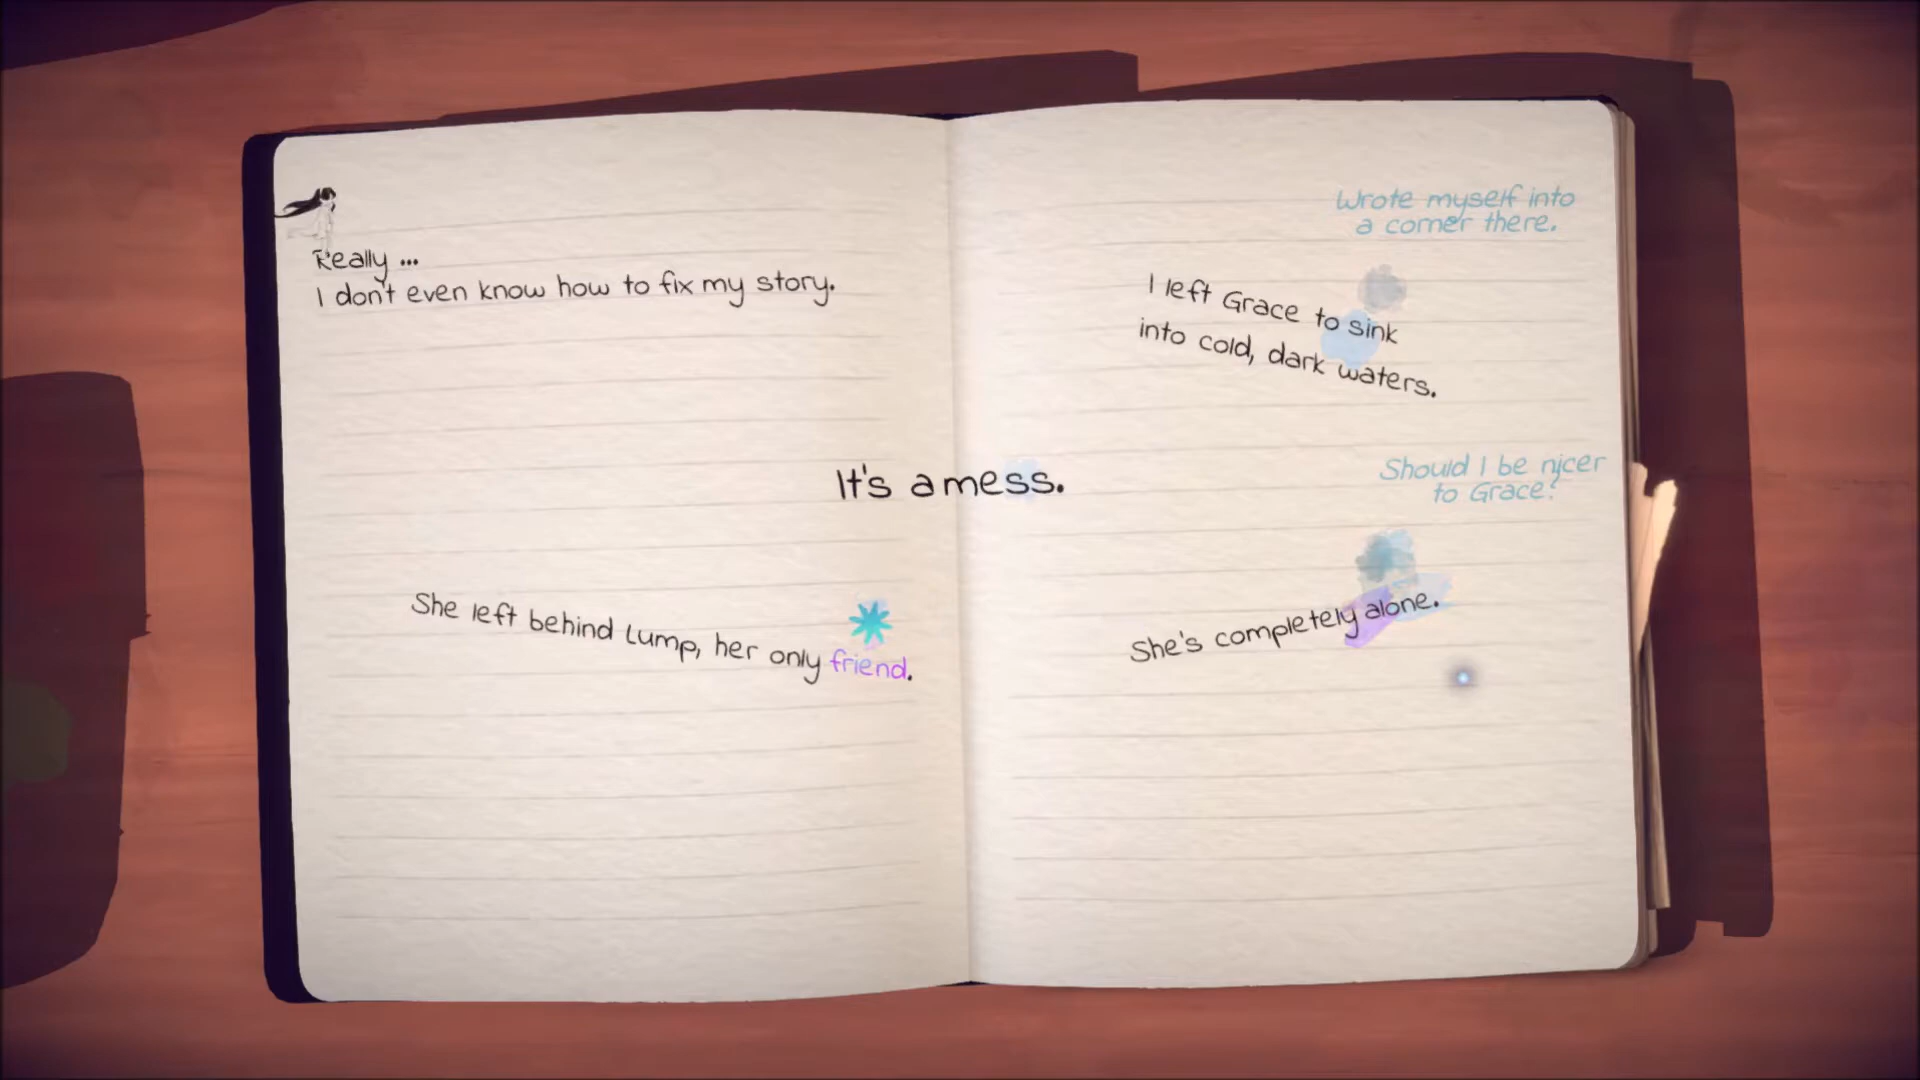 Really ...
I don't even know how to fix my story.
It's a mess.
She left behind Lump, her only friend.
Wrote myself into
a corner there.
I left Grace to sink
into cold, dark waters.
Should I be nicer
to Grace?
She's completely alone.